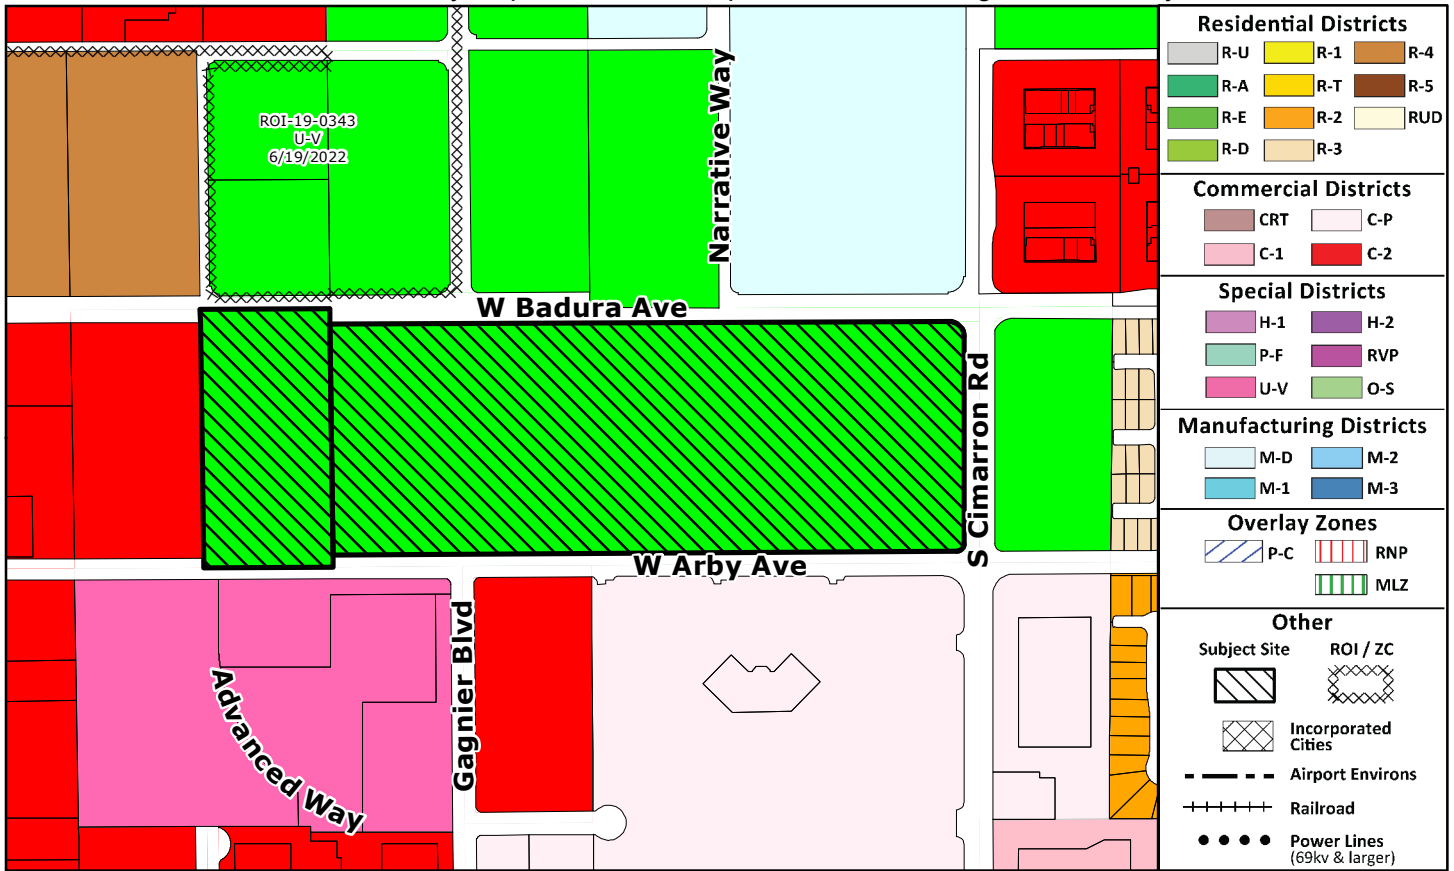 ROI-19-0343
U-V
6/19/2022
Narrative Way
W Badura Ave
S Cimarron Rd
W Arby Ave
Gagnier Blvd
Advanced Way
Residential Districts
R-U
R-1
R-4
R-A
R-T
R-5
R-E
R-2
RUD
R-D
R-3
Commercial Districts
CRT
C-P
C-1
C-2
Special Districts
H-1
H-2
P-F
RVP
U-V
O-S
Manufacturing Districts
M-D
M-2
M-1
M-3
Overlay Zones
P-C
RNP
MLZ
Other
Subject Site
ROI / ZC
Incorporated
Cities
Airport Environs
Railroad
Power Lines
(69kv & larger)